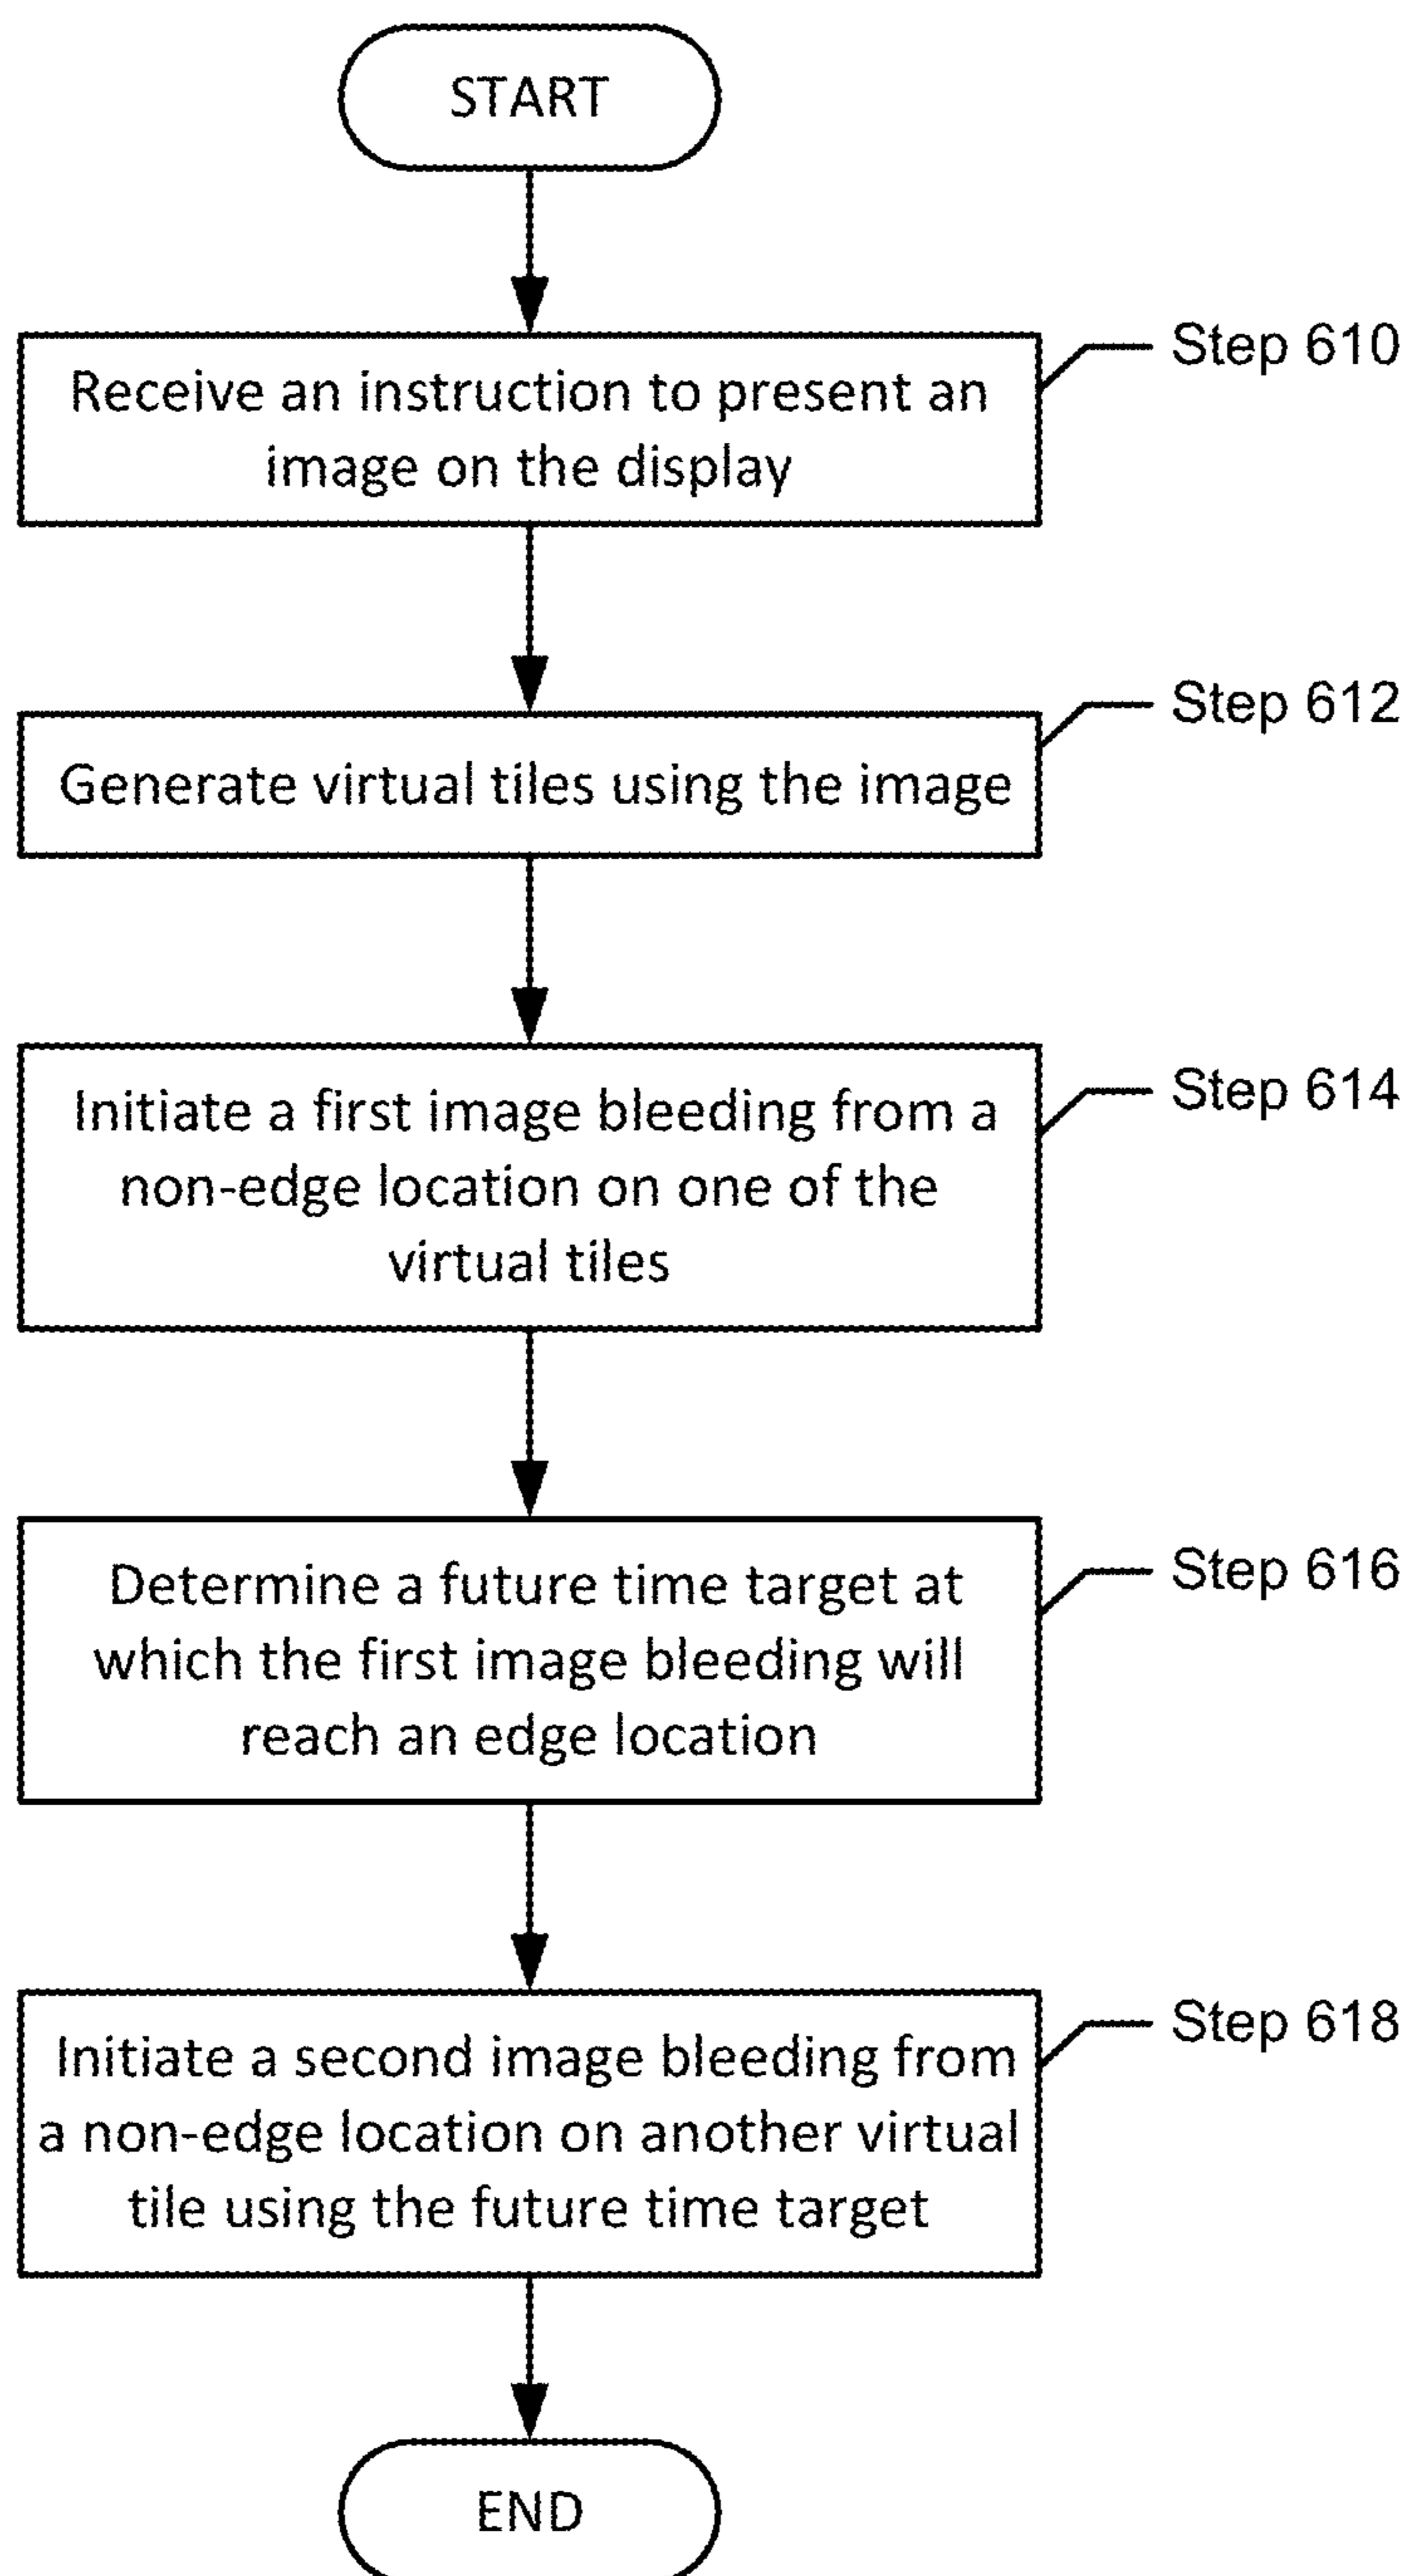 START
Step 610
Receive an instruction to present an
image on the display
Step 612
Generate virtual tiles using the image
Step 614
Initiate a first image bleeding from a
non-edge location on one of the
virtual tiles
Step 616
Determine a future time target at
which the first image bleeding will
reach an edge location
Step 618
Initiate a second image bleeding from
a non-edge location on another virtual
tile using the future time target
END